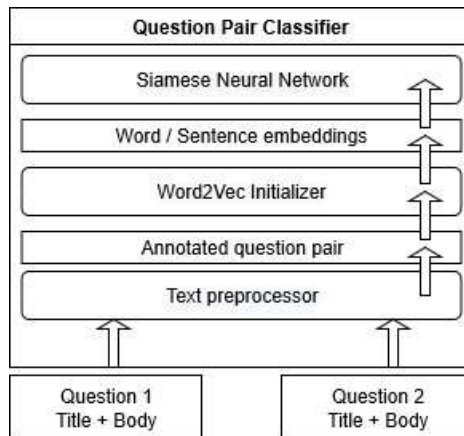 Question Pair Classifier
Siamese Neural Network
Word / Sentence embeddings
Word2Vec Initializer
Annotated question pair
Text preprocessor
Question 1
Title + Body
Question 2
Title + Body